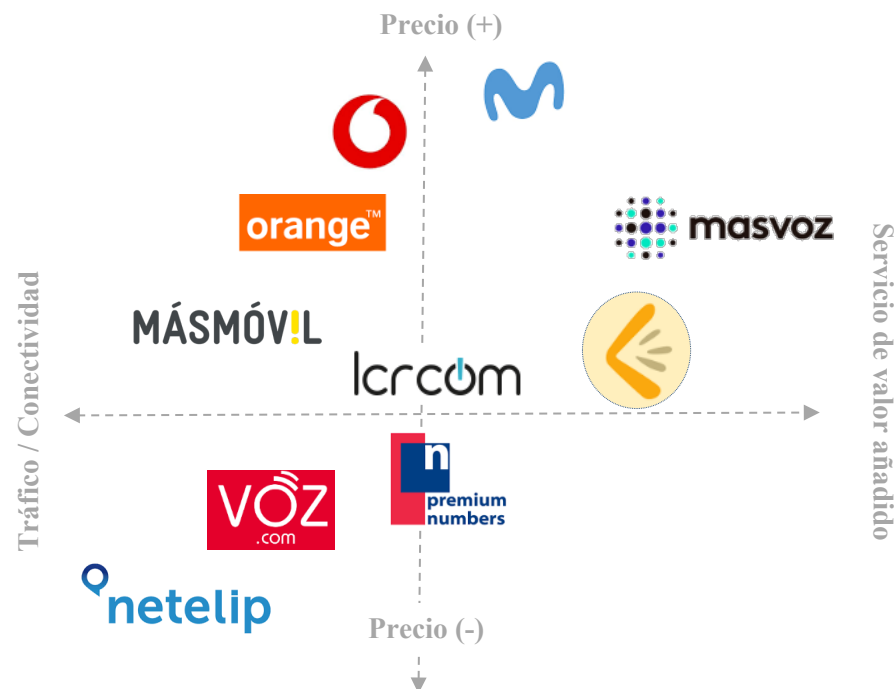 Precio (+)
orange™
masvoz
Servicio de valor añadido
MÁSMÓV!L
Tráfico / Conectividad
lcrcom
n
premium
numbers
VOZ
.com
netelip
Precio (-)